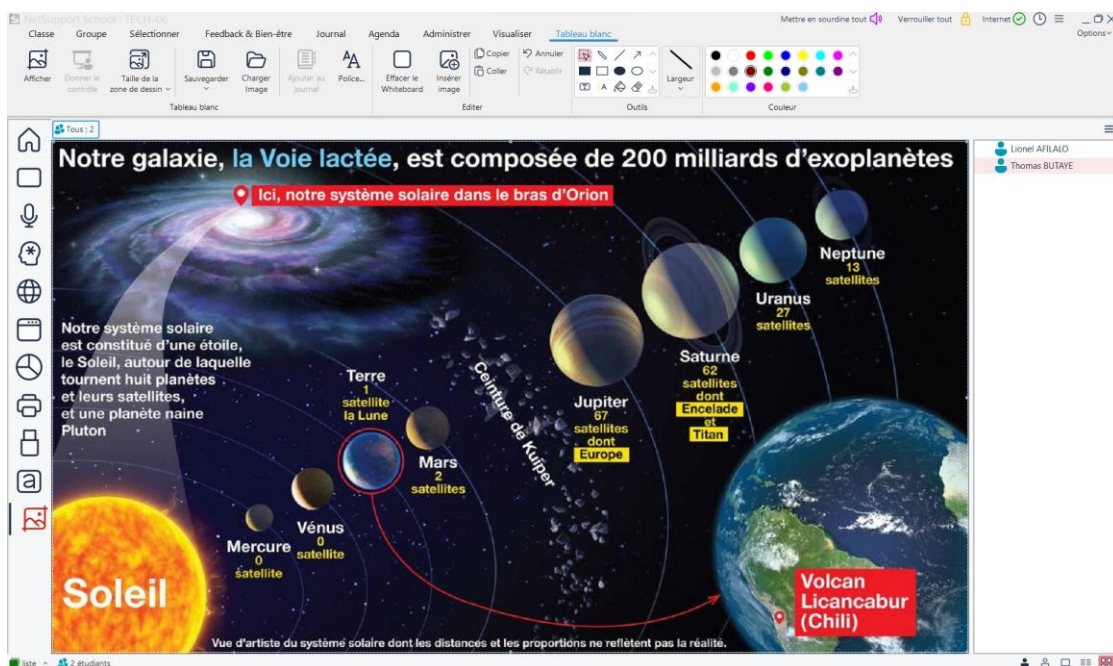 NetSupport School : TECH-06
Mettre en sourdine tout
Verrouiller tout
Internet
Classe Groupe Sélectionner Feedback & Bien-être Journal Agenda Administrer Visualiser Tableau blanc
Options
Afficher
Donner le contrôle
Taille de la zone de dessin
Sauvegarder
Charger Image
Ajouter au journal
Police...
Effacer le Whiteboard
Insérer image
Copier
Coller
Annuler
Rétablir
Largeur
Tableau blanc
Editer
Outils
Couleur
Tous : 2
Lionel AFILALO
Thomas BUTAYE
Notre galaxie, la Voie lactée, est composée de 200 milliards d'exoplanètes
Ici, notre système solaire dans le bras d'Orion
Notre système solaire
est constitué d'une étoile,
le Soleil, autour de laquelle
tournent huit planètes
et leurs satellites,
et une planète naine
Pluton
Soleil
Mercure
0
satellite
Vénus
0
satellite
Terre
1
satellite
la Lune
Mars
2
satellites
Ceinture de Kuiper
Jupiter
67
satellites
dont
Europe
Saturne
62
satellites
dont
Encelade
et
Titan
Uranus
27
satellites
Neptune
13
satellites
Volcan
Licancabur
(Chili)
Vue d'artiste du système solaire dont les distances et les proportions ne reflètent pas la réalité.
liste
2 étudiants